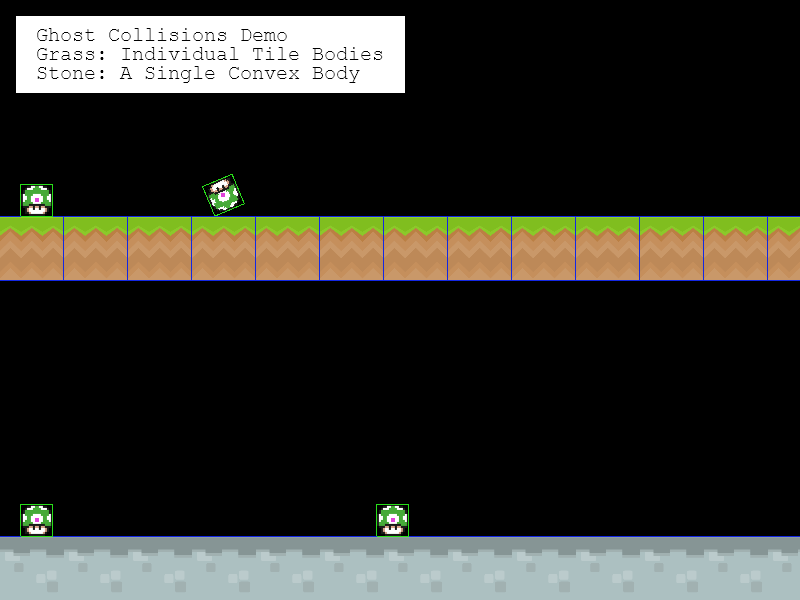 Ghost Collisions Demo
Grass: Individual Tile Bodies
Stone: A Single Convex Body